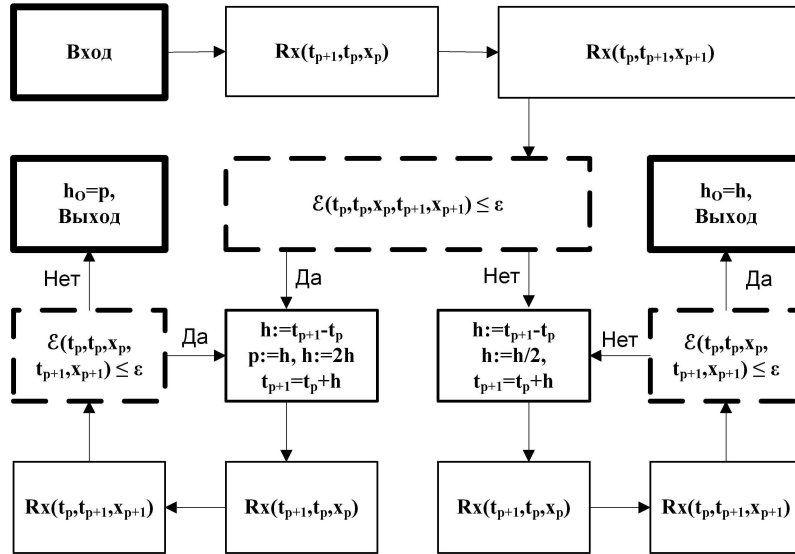 Вход
Rx(tₚ₊₁,tₚ,xₚ)
Rx(tₚ,tₚ₊₁,xₚ₊₁)
hₒ=p,
Выход
ℰ(tₚ,tₚ,xₚ,tₚ₊₁,xₚ₊₁) ≤ ε
hₒ=h,
Выход
Нет
Да
Нет
Да
ℰ(tₚ,tₚ,xₚ,
tₚ₊₁,xₚ₊₁) ≤ ε
Да
h:=tₚ₊₁-tₚ
p:=h, h:=2h
tₚ₊₁=tₚ+h
h:=tₚ₊₁-tₚ
h:=h/2,
tₚ₊₁=tₚ+h
Нет
ℰ(tₚ,tₚ,xₚ,
tₚ₊₁,xₚ₊₁) ≤ ε
Rx(tₚ,tₚ₊₁,xₚ₊₁)
Rx(tₚ₊₁,tₚ,xₚ)
Rx(tₚ₊₁,tₚ,xₚ)
Rx(tₚ,tₚ₊₁,xₚ₊₁)